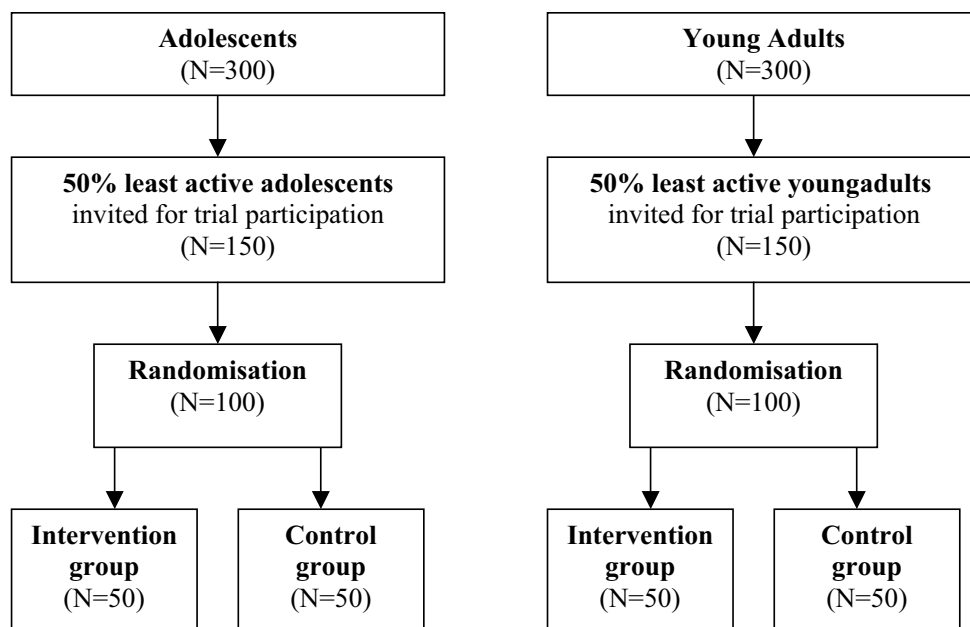 Adolescents
(N=300)
50% least active adolescents
invited for trial participation
(N=150)
Randomisation
(N=100)
Intervention
group
(N=50)
Control
group
(N=50)
Young Adults
(N=300)
50% least active youngadults
invited for trial participation
(N=150)
Randomisation
(N=100)
Intervention
group
(N=50)
Control
group
(N=50)